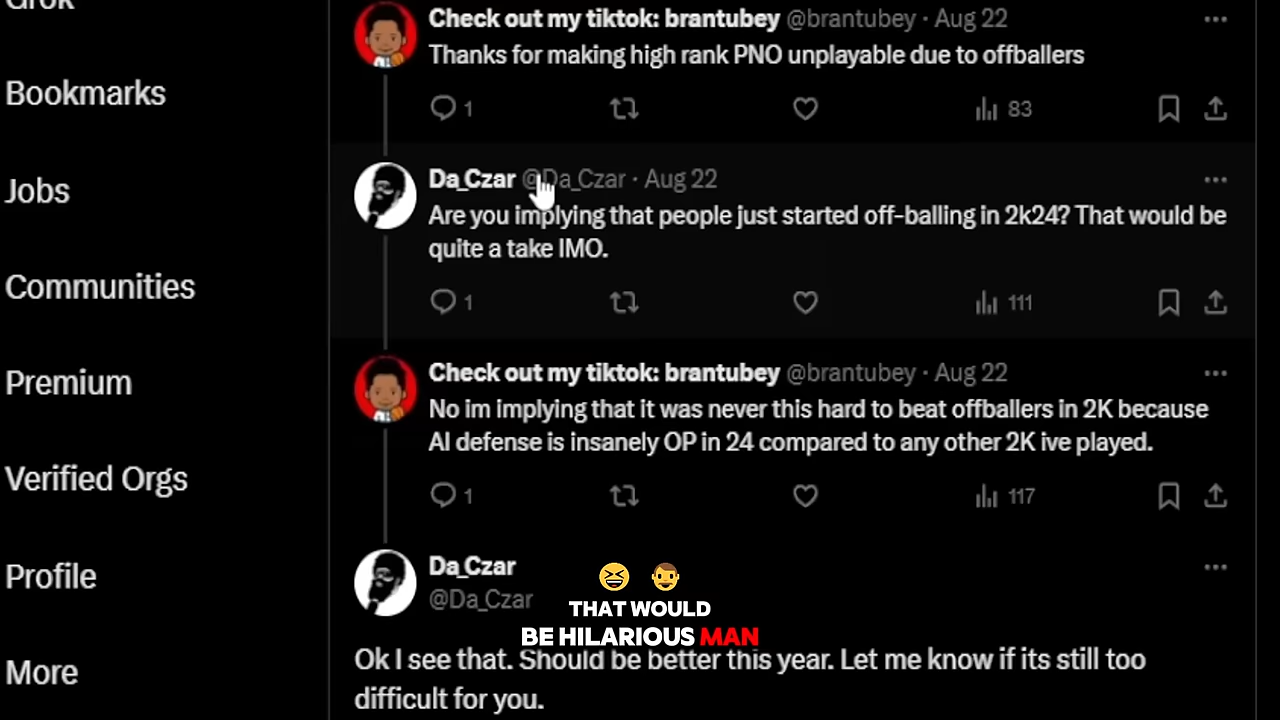 Grok
Bookmarks
Jobs
Communities
Premium
Verified Orgs
Profile
More
Check out my tiktok: brantubey @brantubey · Aug 22
Thanks for making high rank PNO unplayable due to offballers
1 83
Da_Czar @Da_Czar · Aug 22
Are you implying that people just started off-balling in 2k24? That would be
quite a take IMO.
1 111
Check out my tiktok: brantubey @brantubey · Aug 22
No im implying that it was never this hard to beat offballers in 2K because
AI defense is insanely OP in 24 compared to any other 2K ive played.
1 117
Da_Czar
@Da_Czar
THAT WOULD
BE HILARIOUS MAN
Ok I see that. Should be better this year. Let me know if its still too
difficult for you.